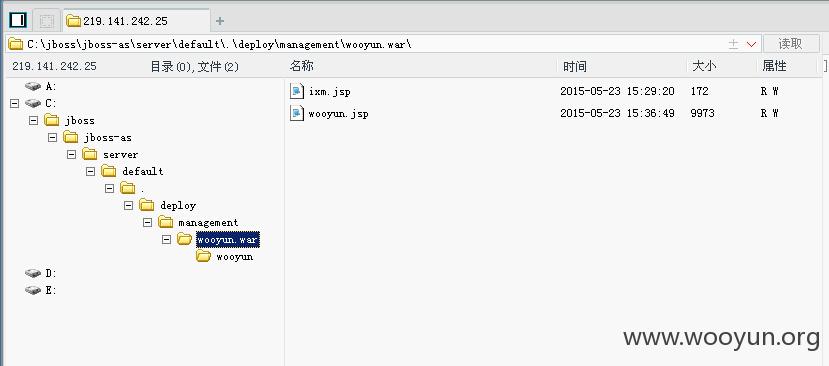 219.141.242.25
C:\jboss\jboss-as\server\default\.\deploy\management\wooyun.war\ 读取
219.141.242.25 目录(0),文件(2) 名称 时间 大小 属性
A:
C:
jboss
jboss-as
server
default
.
deploy
management
wooyun.war
wooyun
D:
E:
ixm.jsp 2015-05-23 15:29:20 172 R W
wooyun.jsp 2015-05-23 15:36:49 9973 R W
www.wooyun.org